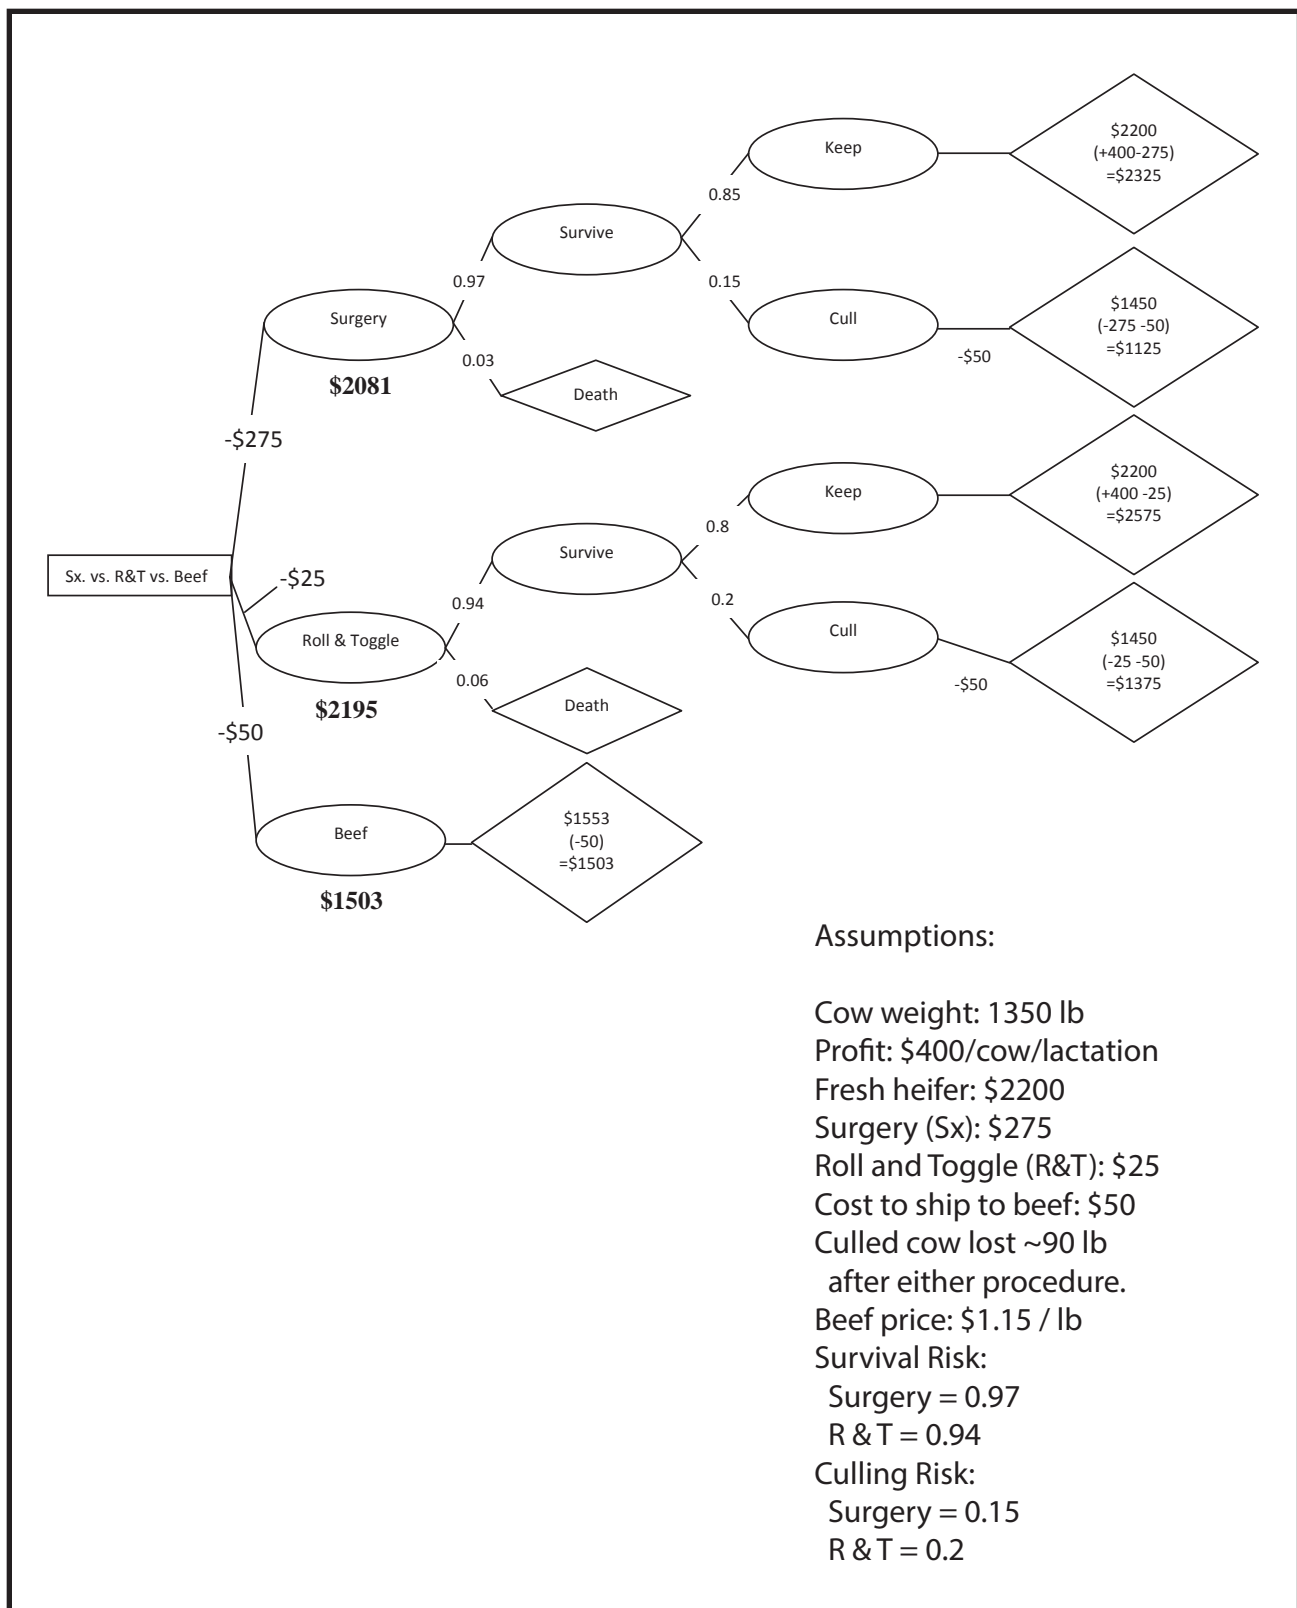 $2200
(+400-275)
=$2325
Keep
0.85
Survive
0.97
0.15
$1450
(-275 -50)
=$1125
Surgery
Cull
-$50
0.03
$2081
Death
-$275
$2200
(+400 -25)
=$2575
Keep
0.8
Survive
Sx. vs. R&T vs. Beef
-$25
0.94
0.2
Roll & Toggle
Cull
$1450
(-25 -50)
=$1375
0.06
-$50
$2195
Death
-$50
Beef
$1553
(-50)
=$1503
$1503
Assumptions:
Cow weight: 1350 lb
Profit: $400/cow/lactation
Fresh heifer: $2200
Surgery (Sx): $275
Roll and Toggle (R&T): $25
Cost to ship to beef: $50
Culled cow lost ~90 lb
after either procedure.
Beef price: $1.15 / lb
Survival Risk:
Surgery = 0.97
R & T = 0.94
Culling Risk:
Surgery = 0.15
R & T = 0.2